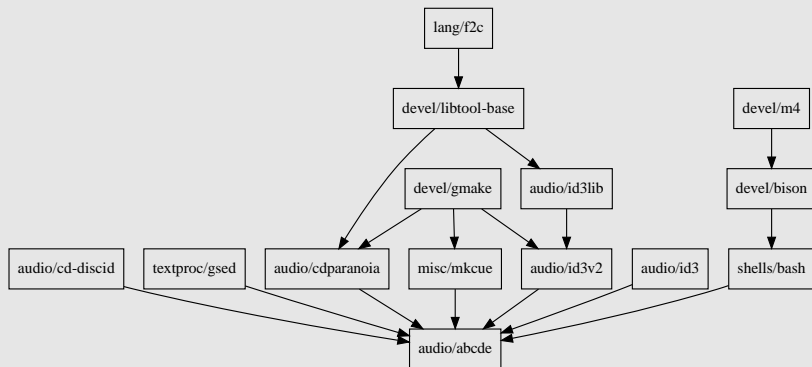 lang/f2c
devel/libtool-base
devel/m4
devel/gmake
audio/id3lib
devel/bison
audio/cd-discid
textproc/gsed
audio/cdparanoia
misc/mkcue
audio/id3v2
audio/id3
shells/bash
audio/abcde